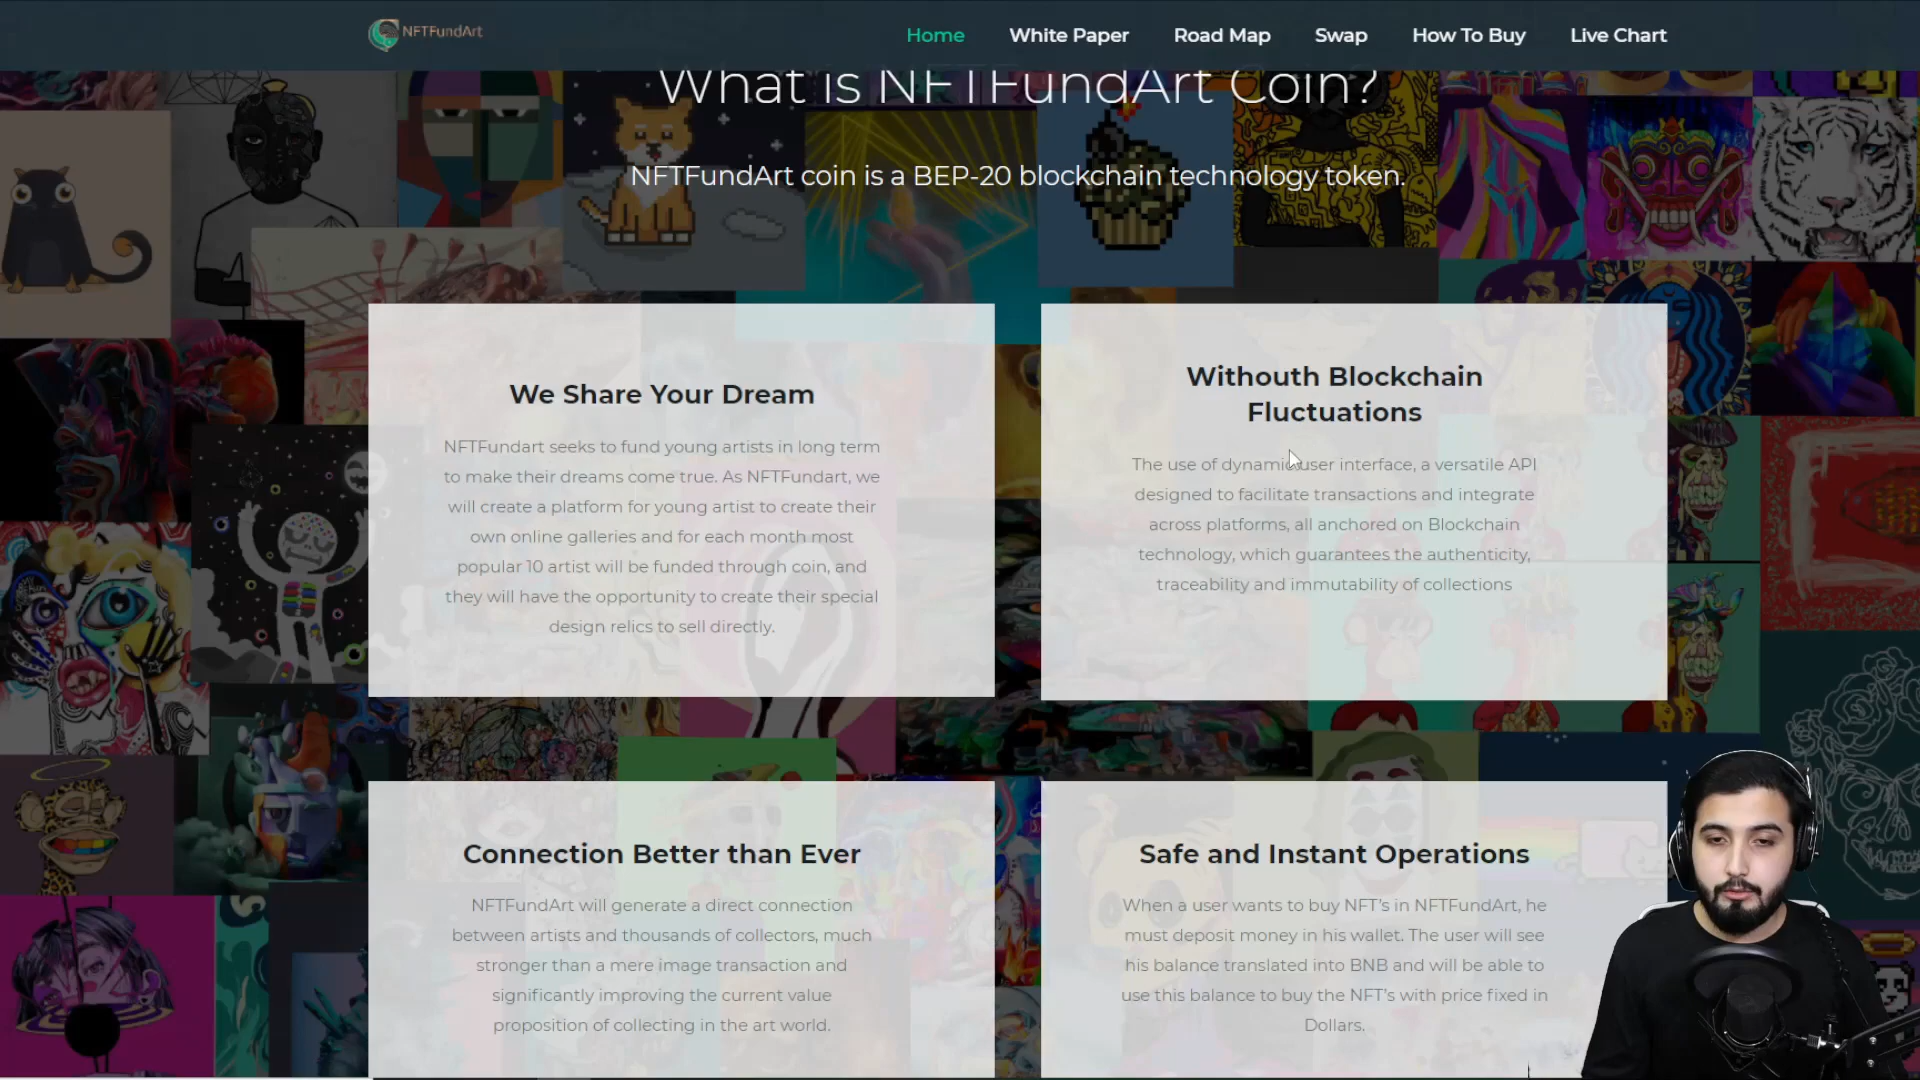 NFTFundArt
Home White Paper Road Map Swap How To Buy Live Chart
What is NFTFundArt Coin?
NFTFundArt coin is a BEP-20 blockchain technology token.
We Share Your Dream
NFTFundart seeks to fund young artists in long term
to make their dreams come true. As NFTFundart, we
will create a platform for young artist to create their
own online galleries and for each month most
popular 10 artist will be funded through coin, and
they will have the opportunity to create their special
design relics to sell directly.
Withouth Blockchain
Fluctuations
The use of dynamic user interface, a versatile API
designed to facilitate transactions and integrate
across platforms, all anchored on Blockchain
technology, which guarantees the authenticity,
traceability and immutability of collections
Connection Better than Ever
NFTFundArt will generate a direct connection
between artists and thousands of collectors, much
stronger than a mere image transaction and
significantly improving the current value
proposition of collecting in the art world.
Safe and Instant Operations
When a user wants to buy NFT's in NFTFundArt, he
must deposit money in his wallet. The user will see
his balance translated into BNB and will be able to
use this balance to buy the NFT's with price fixed in
Dollars.